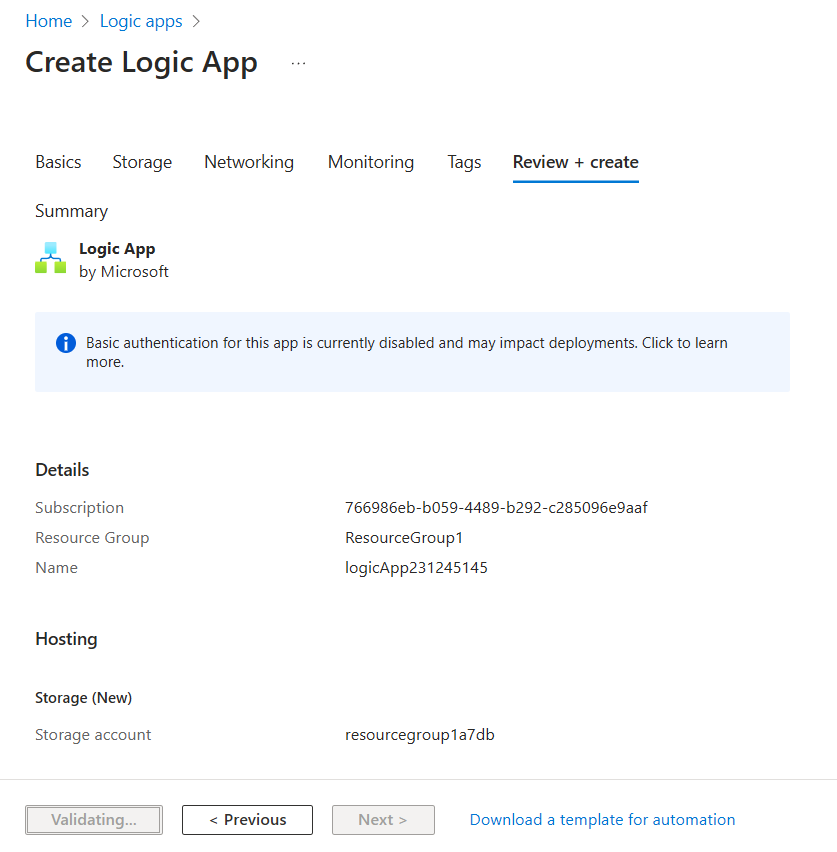 Home > Logic apps >
Create Logic App ...
Basics Storage Networking Monitoring Tags Review + create
Summary
Logic App
by Microsoft
Basic authentication for this app is currently disabled and may impact deployments. Click to learn
more.
Details
Subscription 766986eb-b059-4489-b292-c285096e9aaf
Resource Group ResourceGroup1
Name logicApp231245145
Hosting
Storage (New)
Storage account resourcegroup1a7db
Validating... < Previous Next > Download a template for automation